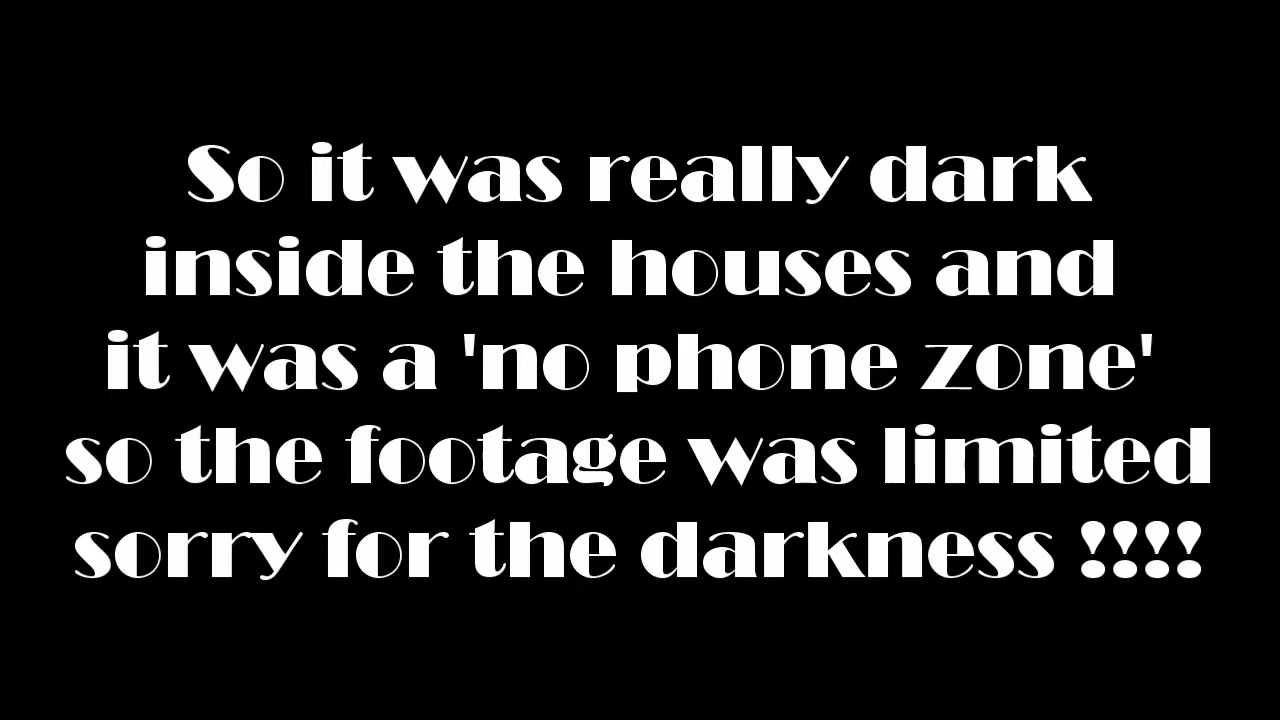 So it was really dark
inside the houses and
it was a 'no phone zone'
so the footage was limited
sorry for the darkness !!!!